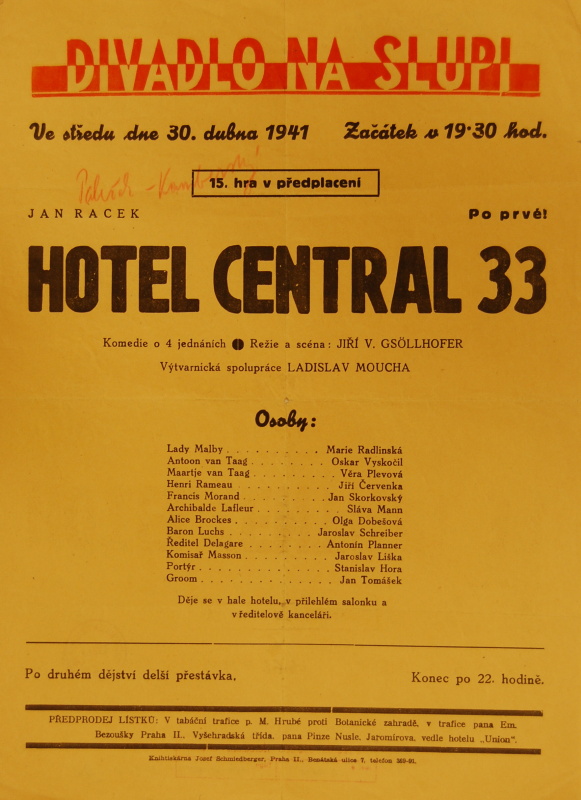 DIVADLO NA SLUPI
Ve středu dne 30. dubna 1941 Začátek v 19·30 hod.
15. hra v předplacení
JAN RACEK Po prvé!
HOTEL CENTRAL 33
Komedie o 4 jednáních Režie a scéna: JIŘÍ V. GSÖLLHOFER
Výtvarnická spolupráce LADISLAV MOUCHA
Osoby:
Lady Malby . . . . . . . . . . Marie Radlinská
Antoon van Taag . . . . . . . . Oskar Vyskočil
Maartje van Taag . . . . . . . . . Věra Plevová
Henri Rameau . . . . . . . . . . Jiří Červenka
Francis Morand . . . . . . . . . Jan Skorkovský
Archibalde Lafleur . . . . . . . . . Sláva Mann
Alice Brockes . . . . . . . . . . Olga Dobešová
Baron Luchs . . . . . . . . . Jaroslav Schreiber
Ředitel Delagare . . . . . . . . Antonín Planner
Komisař Masson . . . . . . . . . Jaroslav Liška
Portýr . . . . . . . . . . . . . . Stanislav Hora
Groom . . . . . . . . . . . . . . Jan Tomášek
Děje se v hale hotelu, v přilehlém salonku a
v ředitelově kanceláři.
Po druhém dějství delší přestávka. Konec po 22. hodině.
PŘEDPRODEJ LÍSTKŮ: V tabáční trafice p. M. Hrubé proti Botanické zahradě, v trafice pana Em.
Bezoušky Praha II., Vyšehradská třída, pana Pinze Nusle, Jaromírova, vedle hotelu „Union“.
Knihtiskárna Josef Schmiedberger, Praha II., Benátská ulice 7, telefon